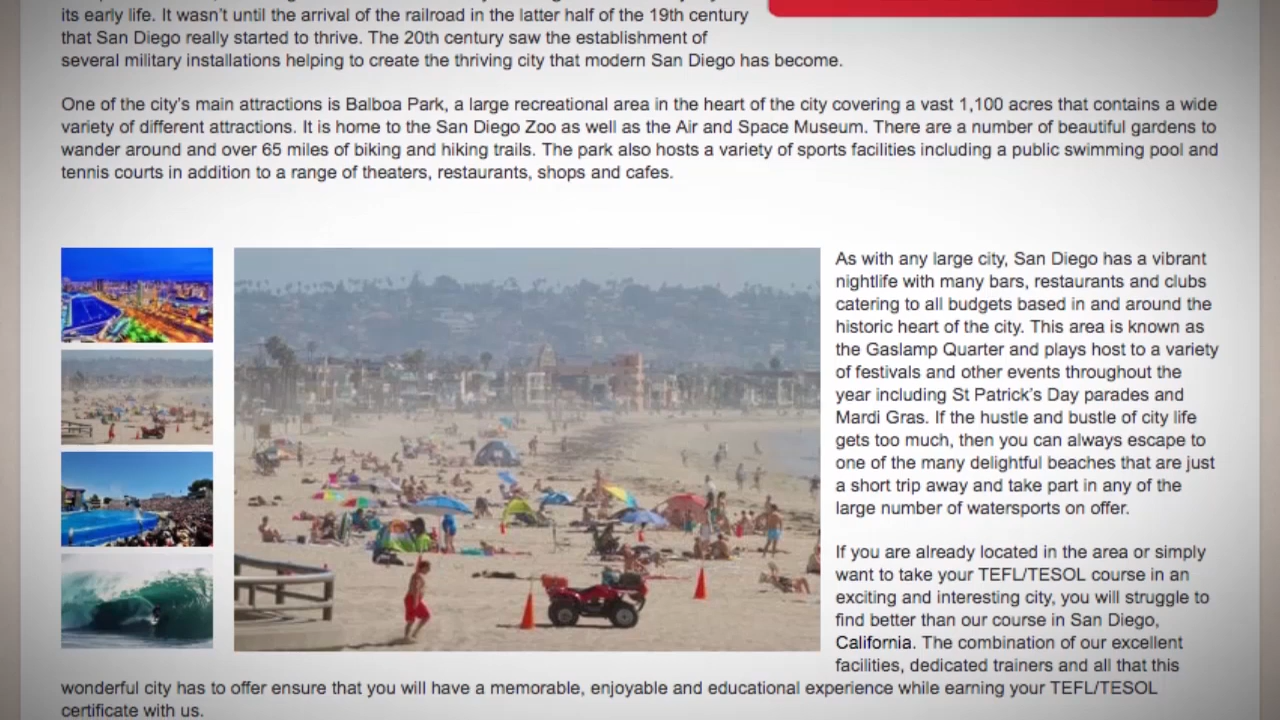 its early life. It wasn't until the arrival of the railroad in the latter half of the 19th century
that San Diego really started to thrive. The 20th century saw the establishment of
several military installations helping to create the thriving city that modern San Diego has become.
One of the city's main attractions is Balboa Park, a large recreational area in the heart of the city covering a vast 1,100 acres that contains a wide
variety of different attractions. It is home to the San Diego Zoo as well as the Air and Space Museum. There are a number of beautiful gardens to
wander around and over 65 miles of biking and hiking trails. The park also hosts a variety of sports facilities including a public swimming pool and
tennis courts in addition to a range of theaters, restaurants, shops and cafes.
As with any large city, San Diego has a vibrant
nightlife with many bars, restaurants and clubs
catering to all budgets based in and around the
historic heart of the city. This area is known as
the Gaslamp Quarter and plays host to a variety
of festivals and other events throughout the
year including St Patrick's Day parades and
Mardi Gras. If the hustle and bustle of city life
gets too much, then you can always escape to
one of the many delightful beaches that are just
a short trip away and take part in any of the
large number of watersports on offer.
If you are already located in the area or simply
want to take your TEFL/TESOL course in an
exciting and interesting city, you will struggle to
find better than our course in San Diego,
California. The combination of our excellent
facilities, dedicated trainers and all that this
wonderful city has to offer ensure that you will have a memorable, enjoyable and educational experience while earning your TEFL/TESOL
certificate with us.